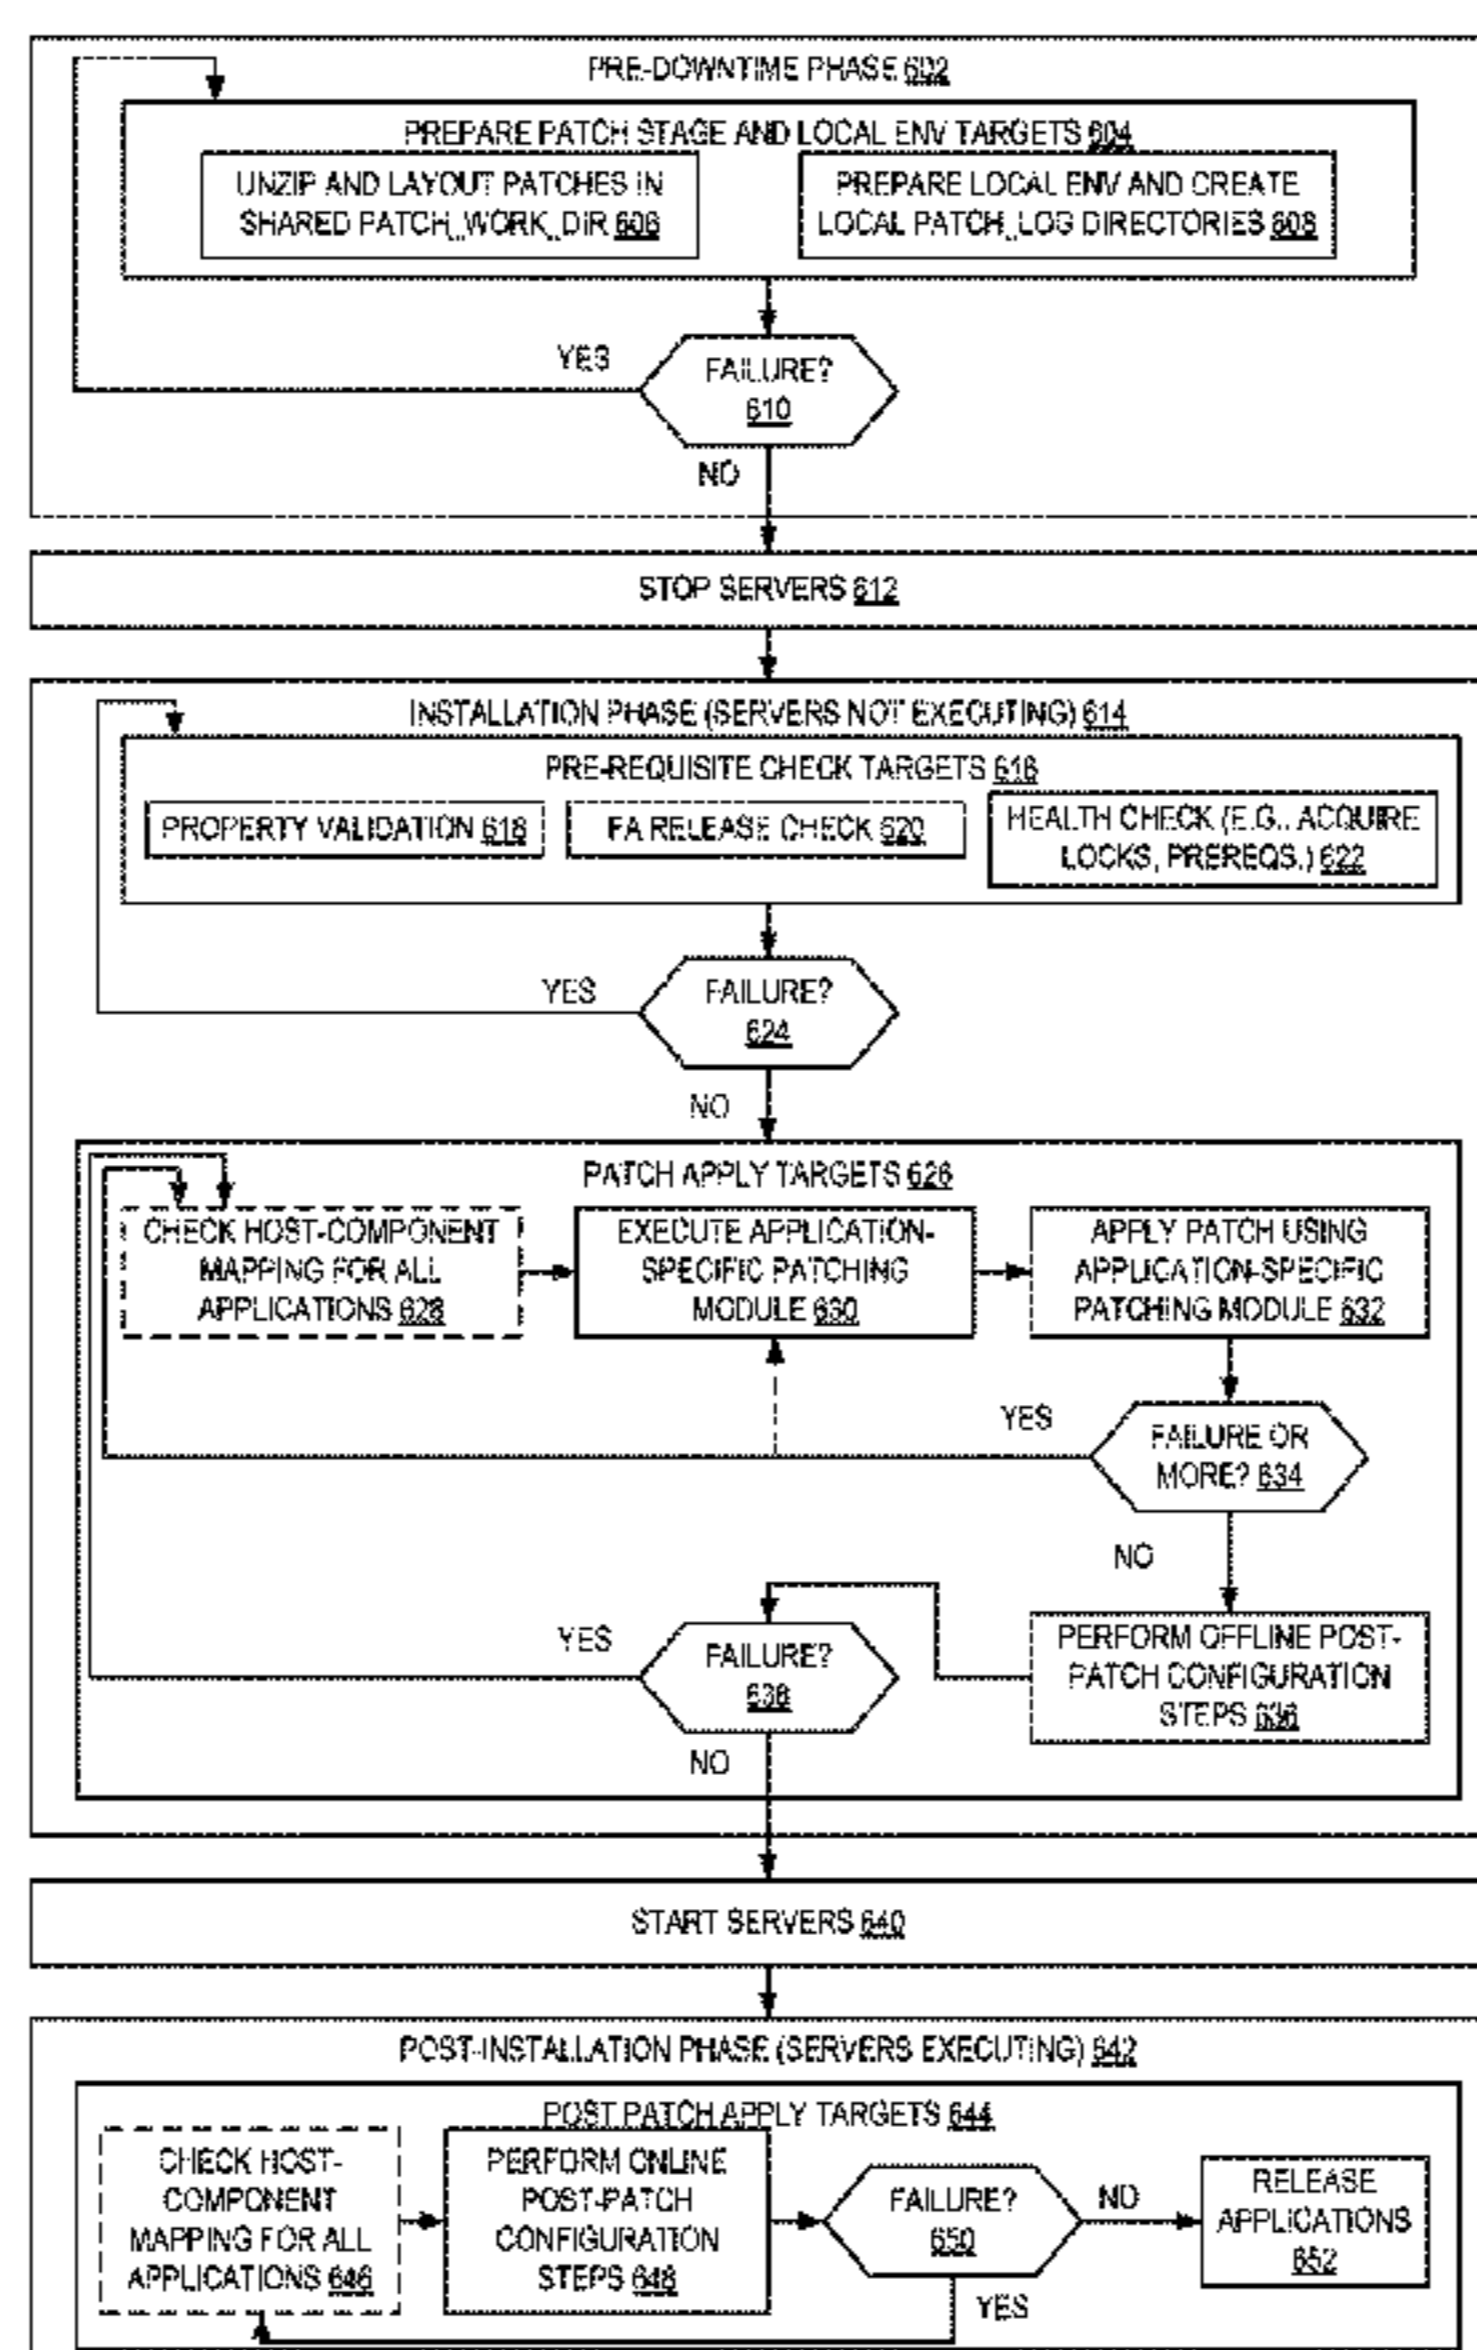 PRE-DOWNTIME PHASE 602
PREPARE PATCH STAGE AND LOCAL ENV TARGETS 604
UNZIP AND LAYOUT PATCHES IN
SHARED PATCH_WORK_DIR 606
PREPARE LOCAL ENV AND CREATE
LOCAL PATCH_LOG DIRECTORIES 608
YES
FAILURE?
610
NO
STOP SERVERS 612
INSTALLATION PHASE (SERVERS NOT EXECUTING) 614
PRE-REQUISITE CHECK TARGETS 616
PROPERTY VALIDATION 618
FA RELEASE CHECK 620
HEALTH CHECK (E.G., ACQUIRE
LOCKS, PREREQS.) 622
YES
FAILURE?
624
NO
PATCH APPLY TARGETS 626
CHECK HOST-COMPONENT
MAPPING FOR ALL
APPLICATIONS 628
EXECUTE APPLICATION-
SPECIFIC PATCHING
MODULE 630
APPLY PATCH USING
APPLICATION-SPECIFIC
PATCHING MODULE 632
YES
FAILURE OR
MORE? 634
NO
PERFORM OFFLINE POST-
PATCH CONFIGURATION
STEPS 636
YES
FAILURE?
638
NO
START SERVERS 640
POST-INSTALLATION PHASE (SERVERS EXECUTING) 642
POST PATCH APPLY TARGETS 644
CHECK HOST-
COMPONENT
MAPPING FOR ALL
APPLICATIONS 646
PERFORM ONLINE
POST-PATCH
CONFIGURATION
STEPS 648
FAILURE?
650
NO
YES
RELEASE
APPLICATIONS
652